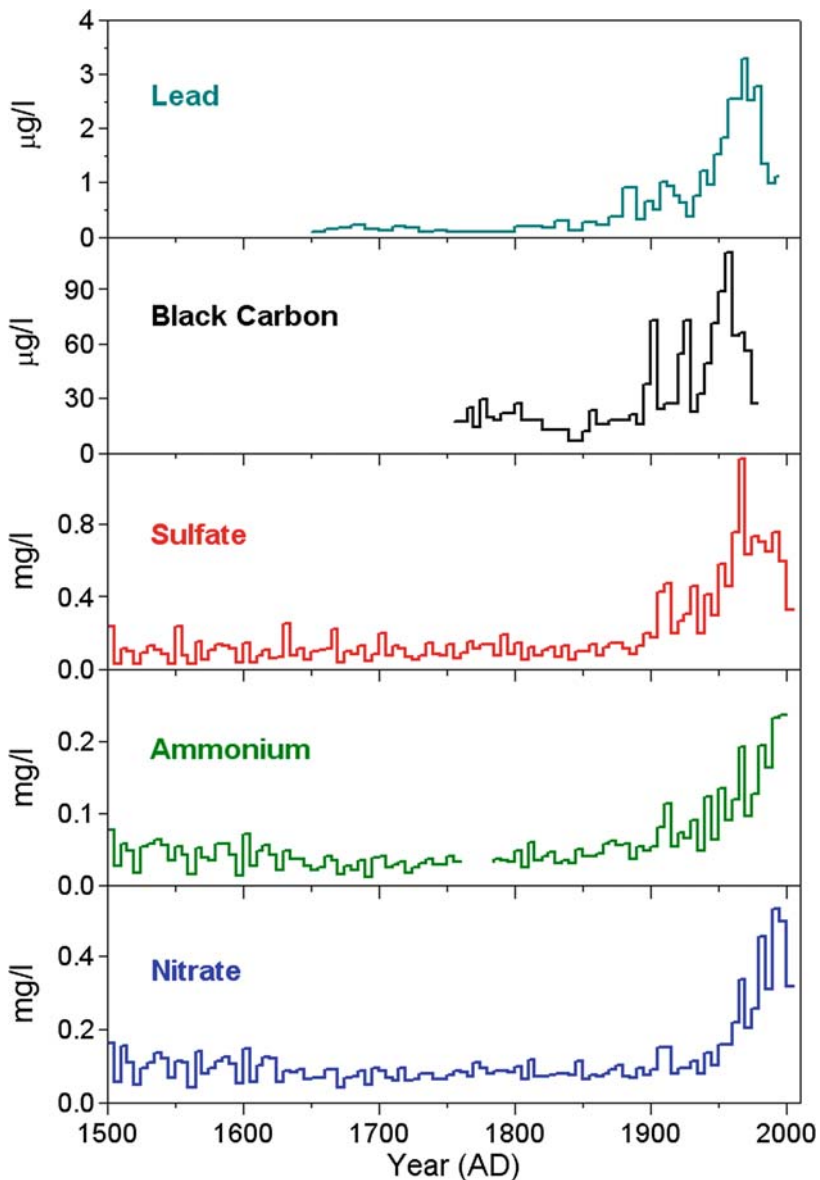 4
3
2
1
0
μg/l
Lead
90
60
30
0
μg/l
Black Carbon
0.8
0.4
0.0
mg/l
Sulfate
0.2
0.1
0.0
mg/l
Ammonium
0.4
0.2
0.0
mg/l
Nitrate
1500 1600 1700 1800 1900 2000
Year (AD)